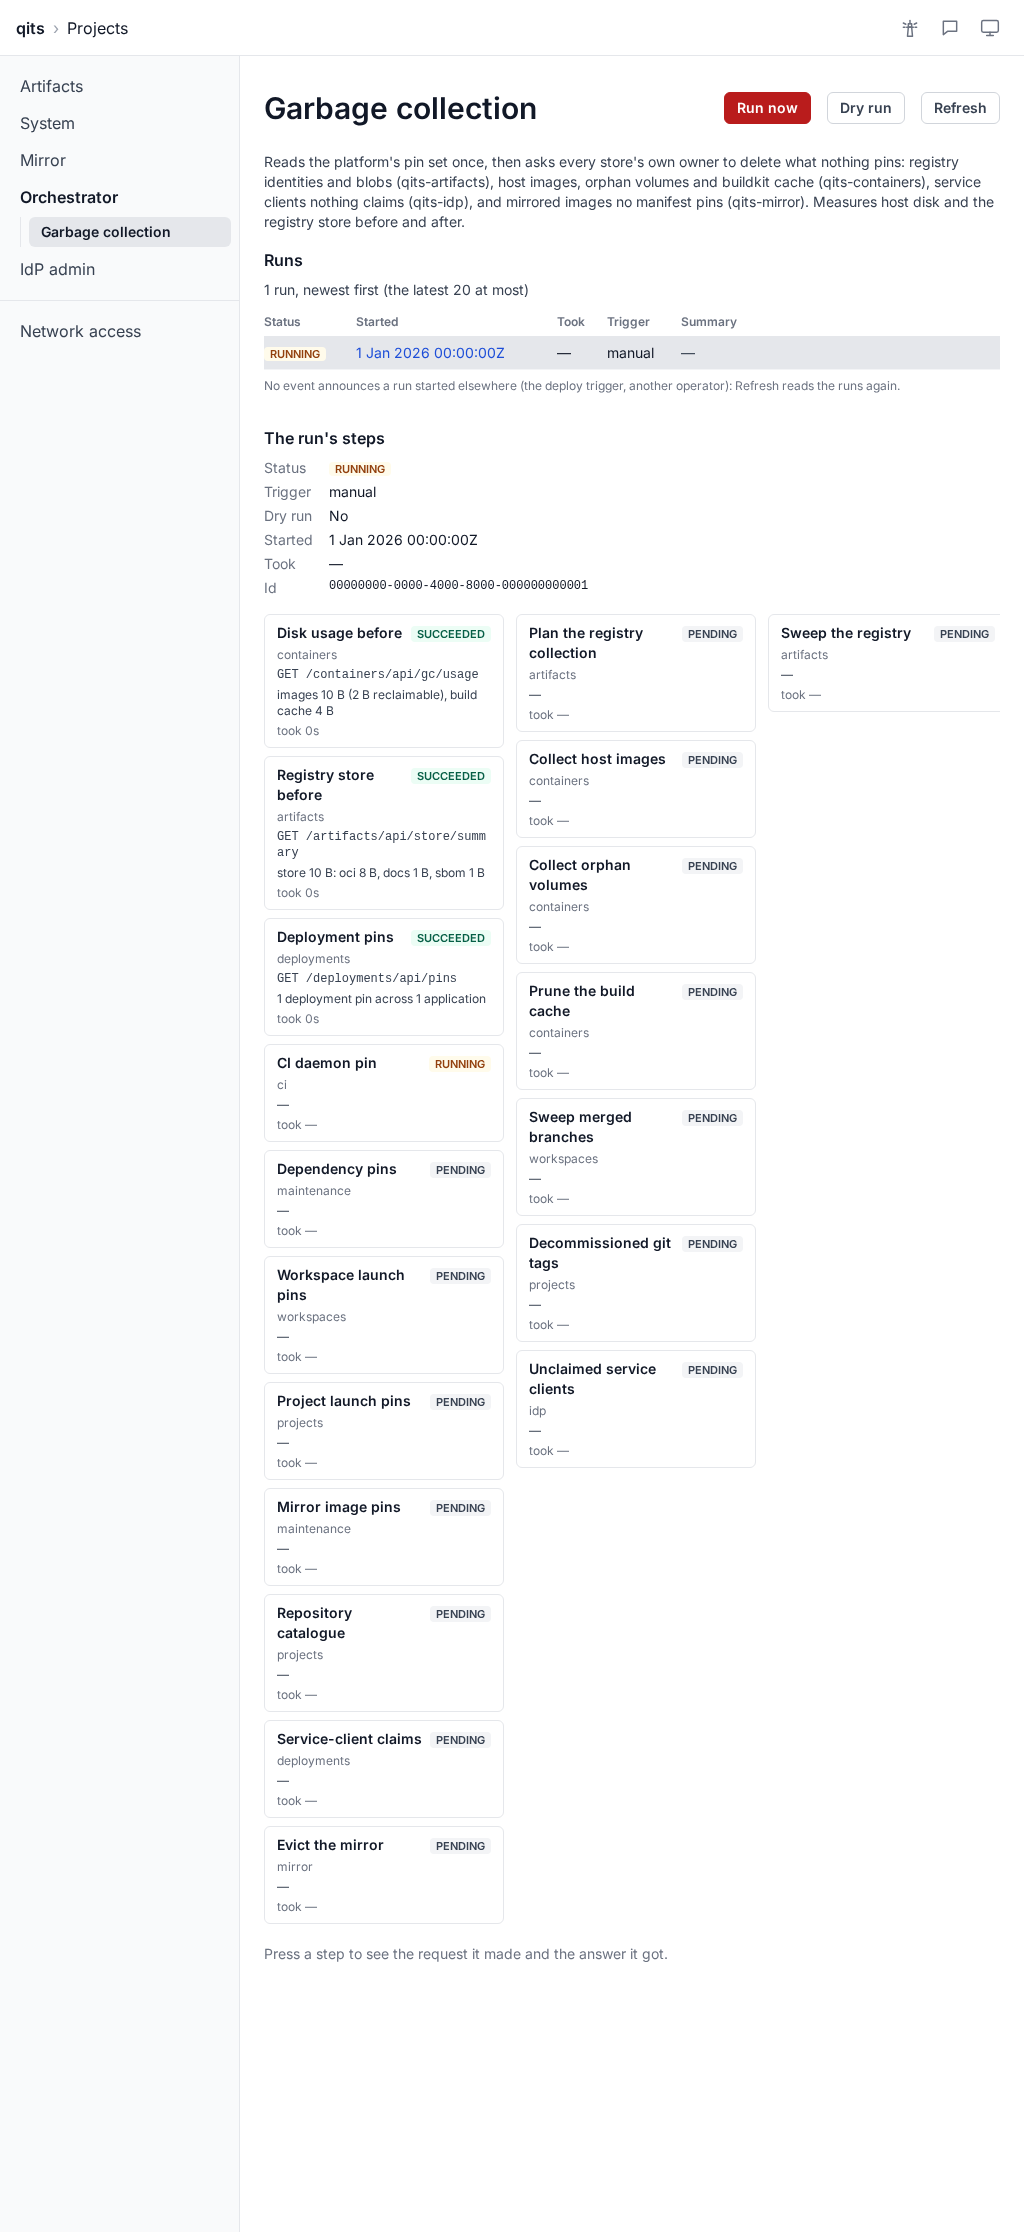 qits › Projects
Artifacts
System
Mirror
Orchestrator
Garbage collection
IdP admin
Network access
Garbage collection
Run now
Dry run
Refresh
Reads the platform's pin set once, then asks every store's own owner to delete what nothing pins: registry
identities and blobs (qits-artifacts), host images, orphan volumes and buildkit cache (qits-containers), service
clients nothing claims (qits-idp), and mirrored images no manifest pins (qits-mirror). Measures host disk and the
registry store before and after.
Runs
1 run, newest first (the latest 20 at most)
Status Started Took Trigger Summary
RUNNING 1 Jan 2026 00:00:00Z — manual —
No event announces a run started elsewhere (the deploy trigger, another operator): Refresh reads the runs again.
The run's steps
Status RUNNING
Trigger manual
Dry run No
Started 1 Jan 2026 00:00:00Z
Took —
Id 00000000-0000-4000-8000-000000000001
Disk usage before SUCCEEDED
containers
GET /containers/api/gc/usage
images 10 B (2 B reclaimable), build
cache 4 B
took 0s
Registry store
before
SUCCEEDED
artifacts
GET /artifacts/api/store/summ
ary
store 10 B: oci 8 B, docs 1 B, sbom 1 B
took 0s
Deployment pins SUCCEEDED
deployments
GET /deployments/api/pins
1 deployment pin across 1 application
took 0s
CI daemon pin RUNNING
ci
—
took —
Dependency pins PENDING
maintenance
—
took —
Workspace launch
pins
PENDING
workspaces
—
took —
Project launch pins PENDING
projects
—
took —
Mirror image pins PENDING
maintenance
—
took —
Repository
catalogue
PENDING
projects
—
took —
Service-client claims PENDING
deployments
—
took —
Evict the mirror PENDING
mirror
—
took —
Plan the registry
collection
PENDING
artifacts
—
took —
Collect host images PENDING
containers
—
took —
Collect orphan
volumes
PENDING
containers
—
took —
Prune the build
cache
PENDING
containers
—
took —
Sweep merged
branches
PENDING
workspaces
—
took —
Decommissioned git
tags
PENDING
projects
—
took —
Unclaimed service
clients
PENDING
idp
—
took —
Sweep the registry PENDING
artifacts
—
took —
Press a step to see the request it made and the answer it got.